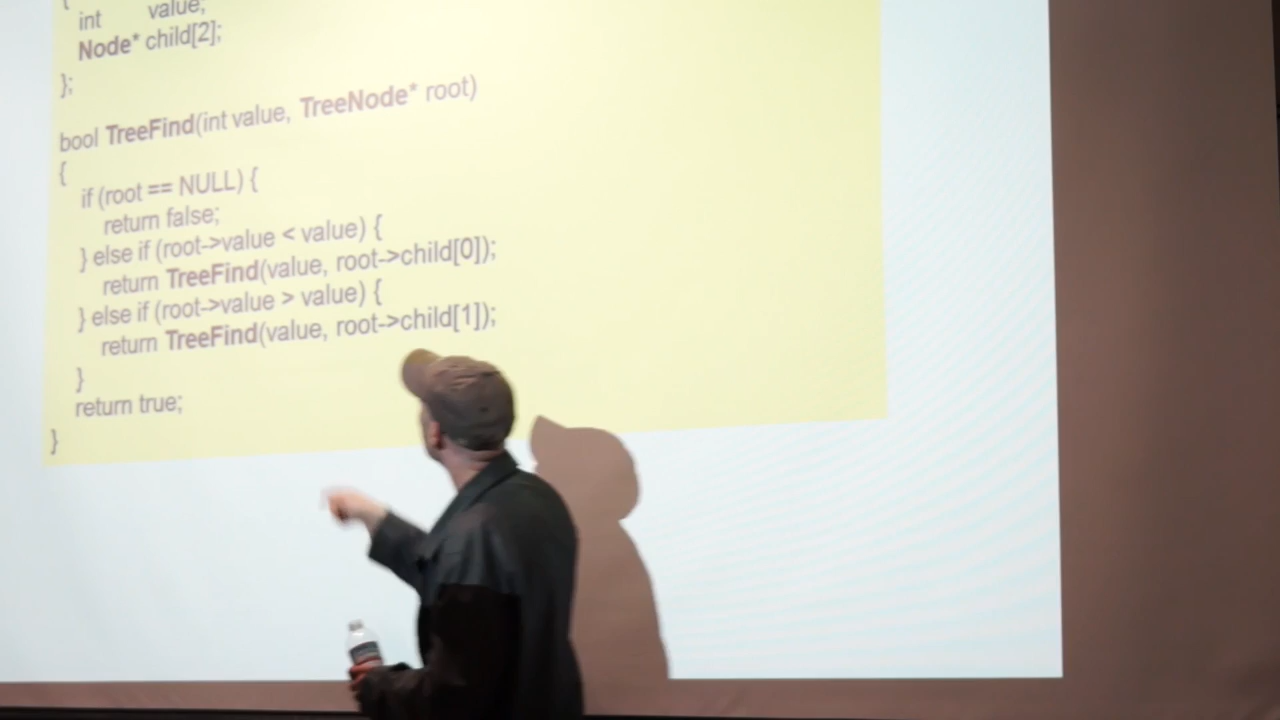 {
int value;
Node* child[2];
};
bool TreeFind(int value, TreeNode* root)
{
if (root == NULL) {
return false;
} else if (root->value < value) {
return TreeFind(value, root->child[0]);
} else if (root->value > value) {
return TreeFind(value, root->child[1]);
}
return true;
}